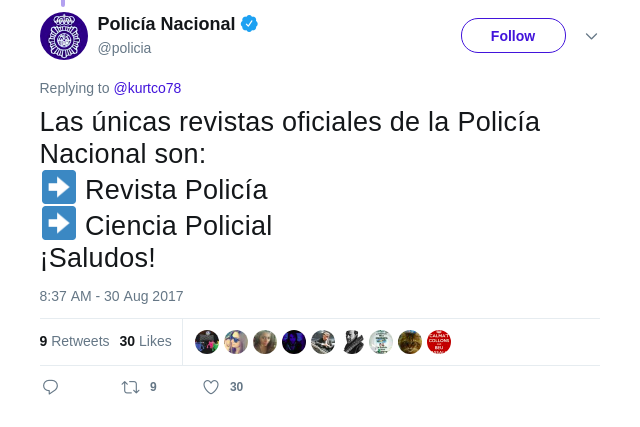 Policía Nacional
@policia
Follow
Replying to @kurtco78
Las únicas revistas oficiales de la Policía
Nacional son:
➡ Revista Policía
➡ Ciencia Policial
¡Saludos!
8:37 AM - 30 Aug 2017
9 Retweets 30 Likes
9 30